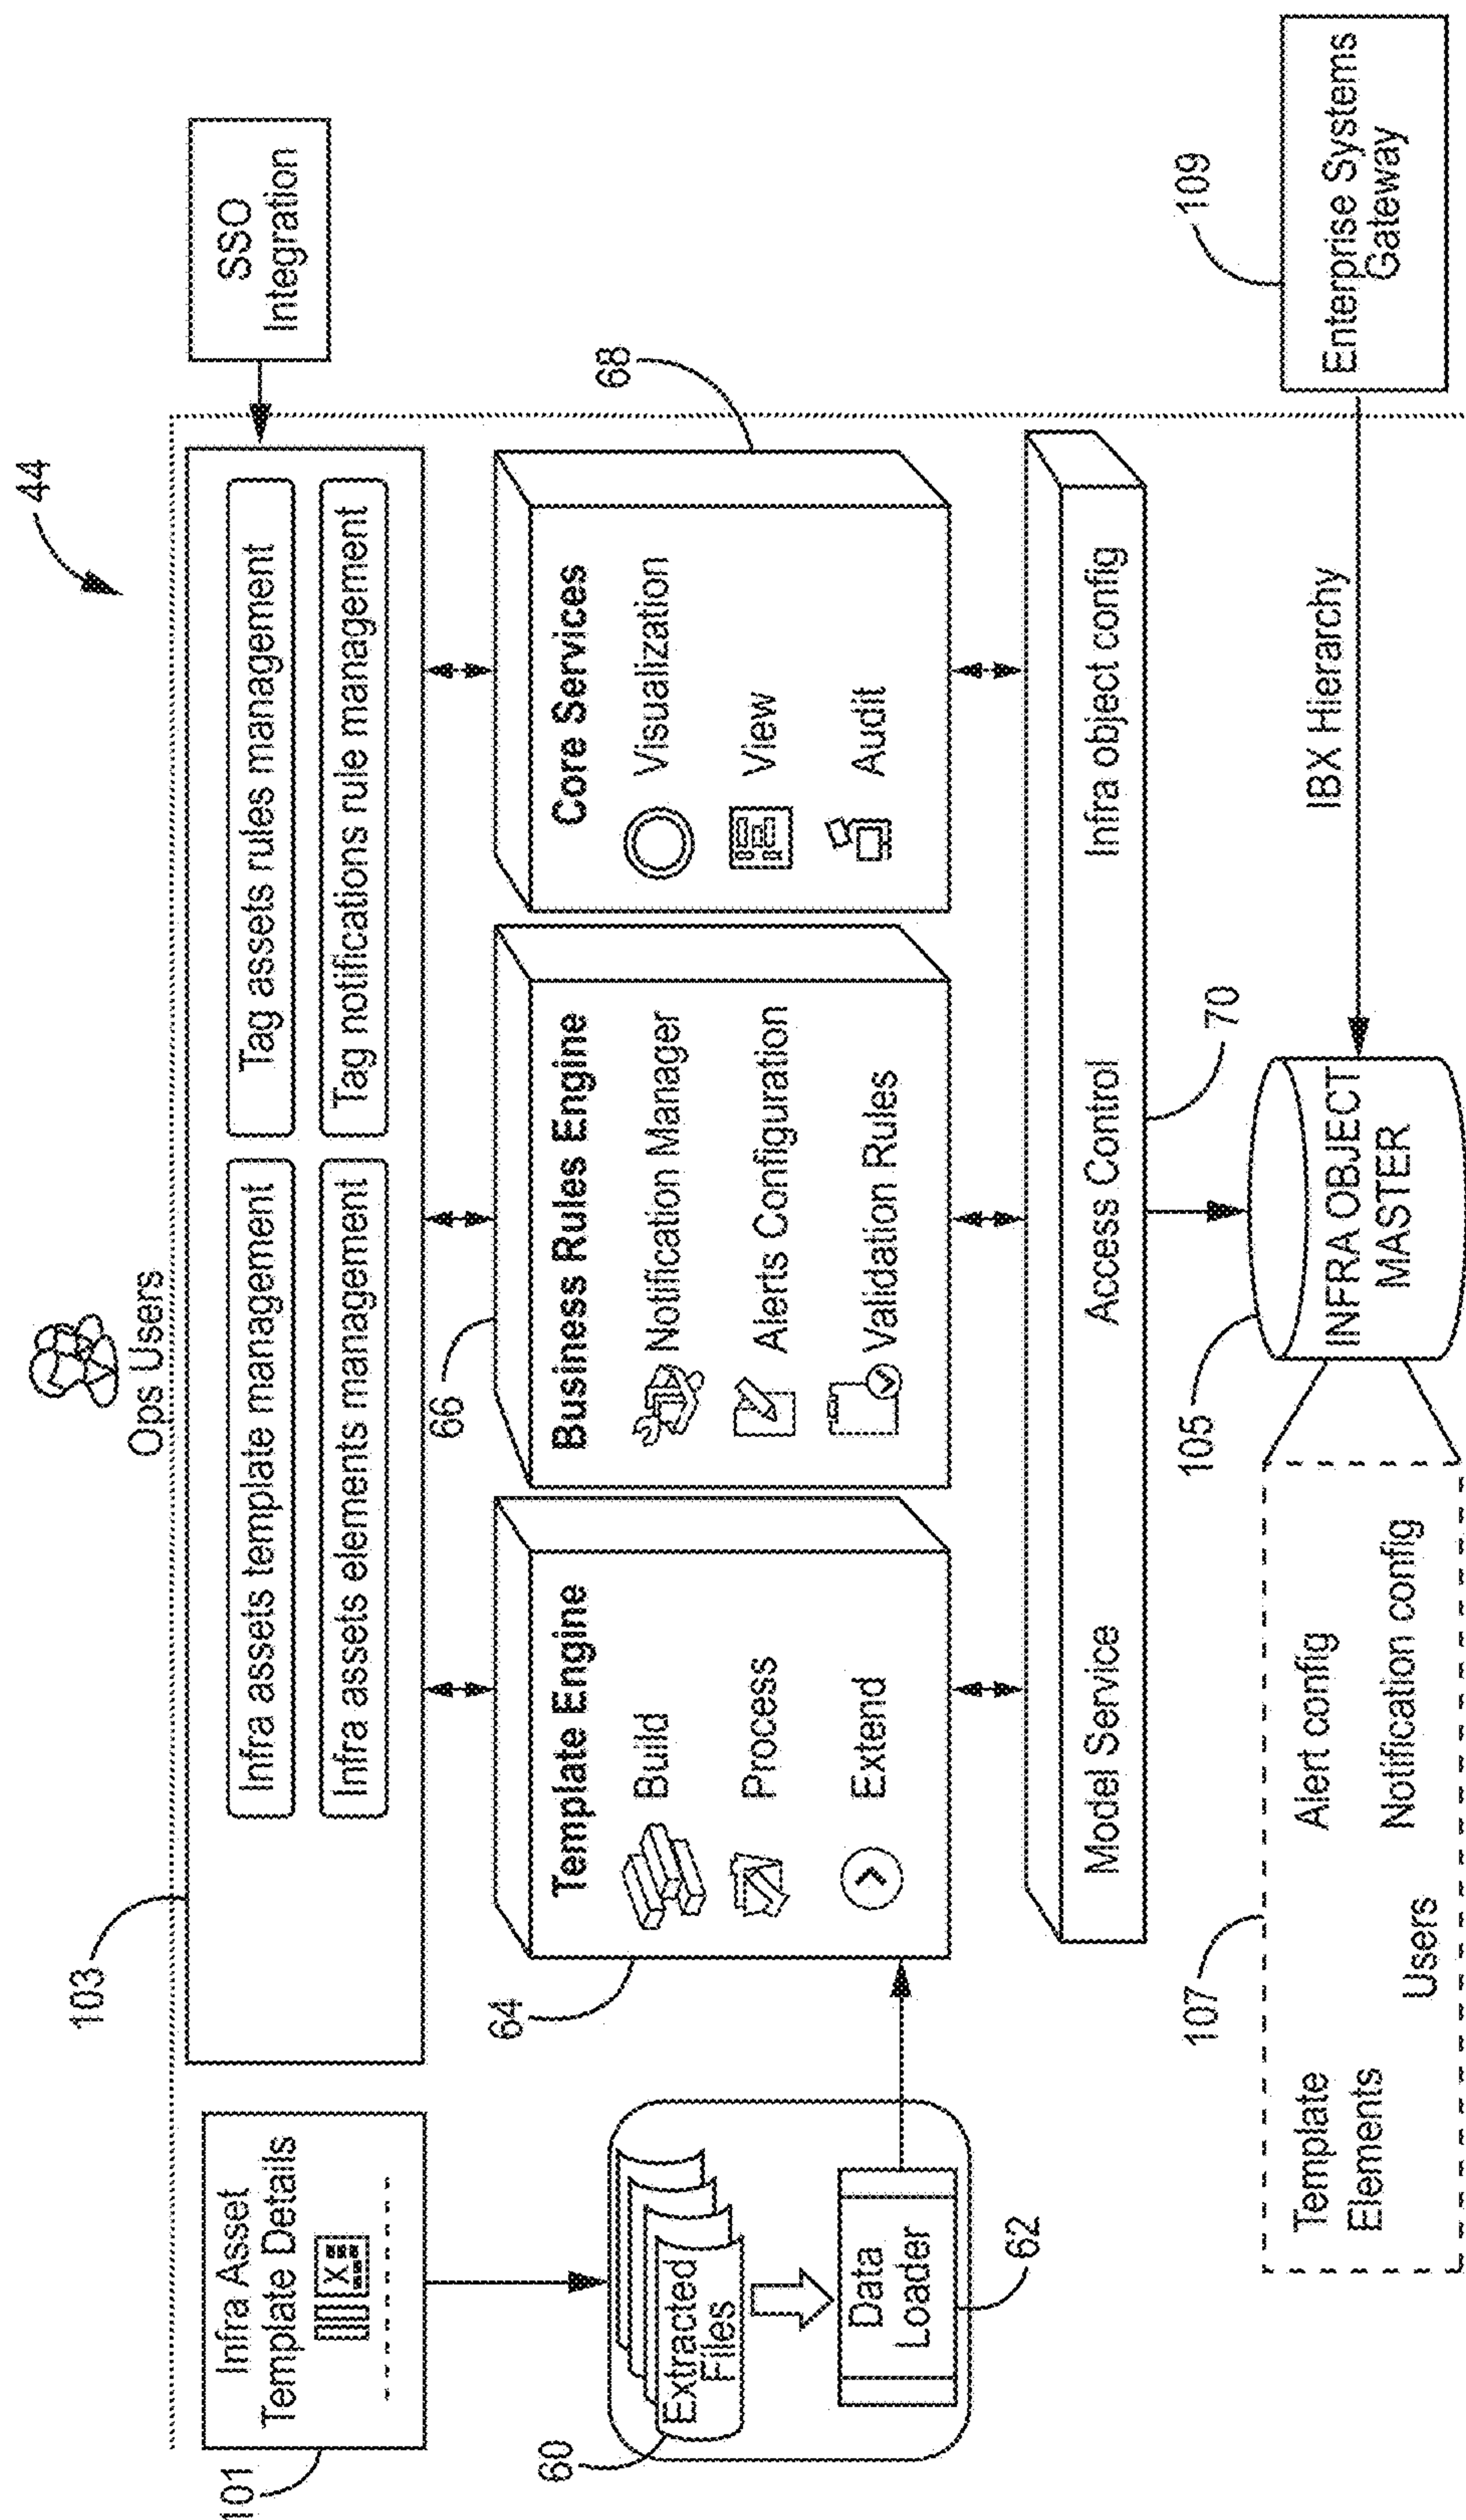 44
Ops Users
SSO
Integration
103
Infra assets template management
Tag assets rules management
Infra assets elements management
Tag notifications rule management
101
Infra Asset
Template Details
X
60
Extracted
Files
Data
Loader
62
64
Template Engine
Build
Process
Extend
66
Business Rules Engine
Notification Manager
Alerts Configuration
Validation Rules
68
Core Services
Visualization
View
Audit
Model Service
Access Control
Infra object config
70
105
INFRA OBJECT
MASTER
IBX Hierarchy
109
Enterprise Systems
Gateway
107
Template
Elements
Alert config
Users
Notification config